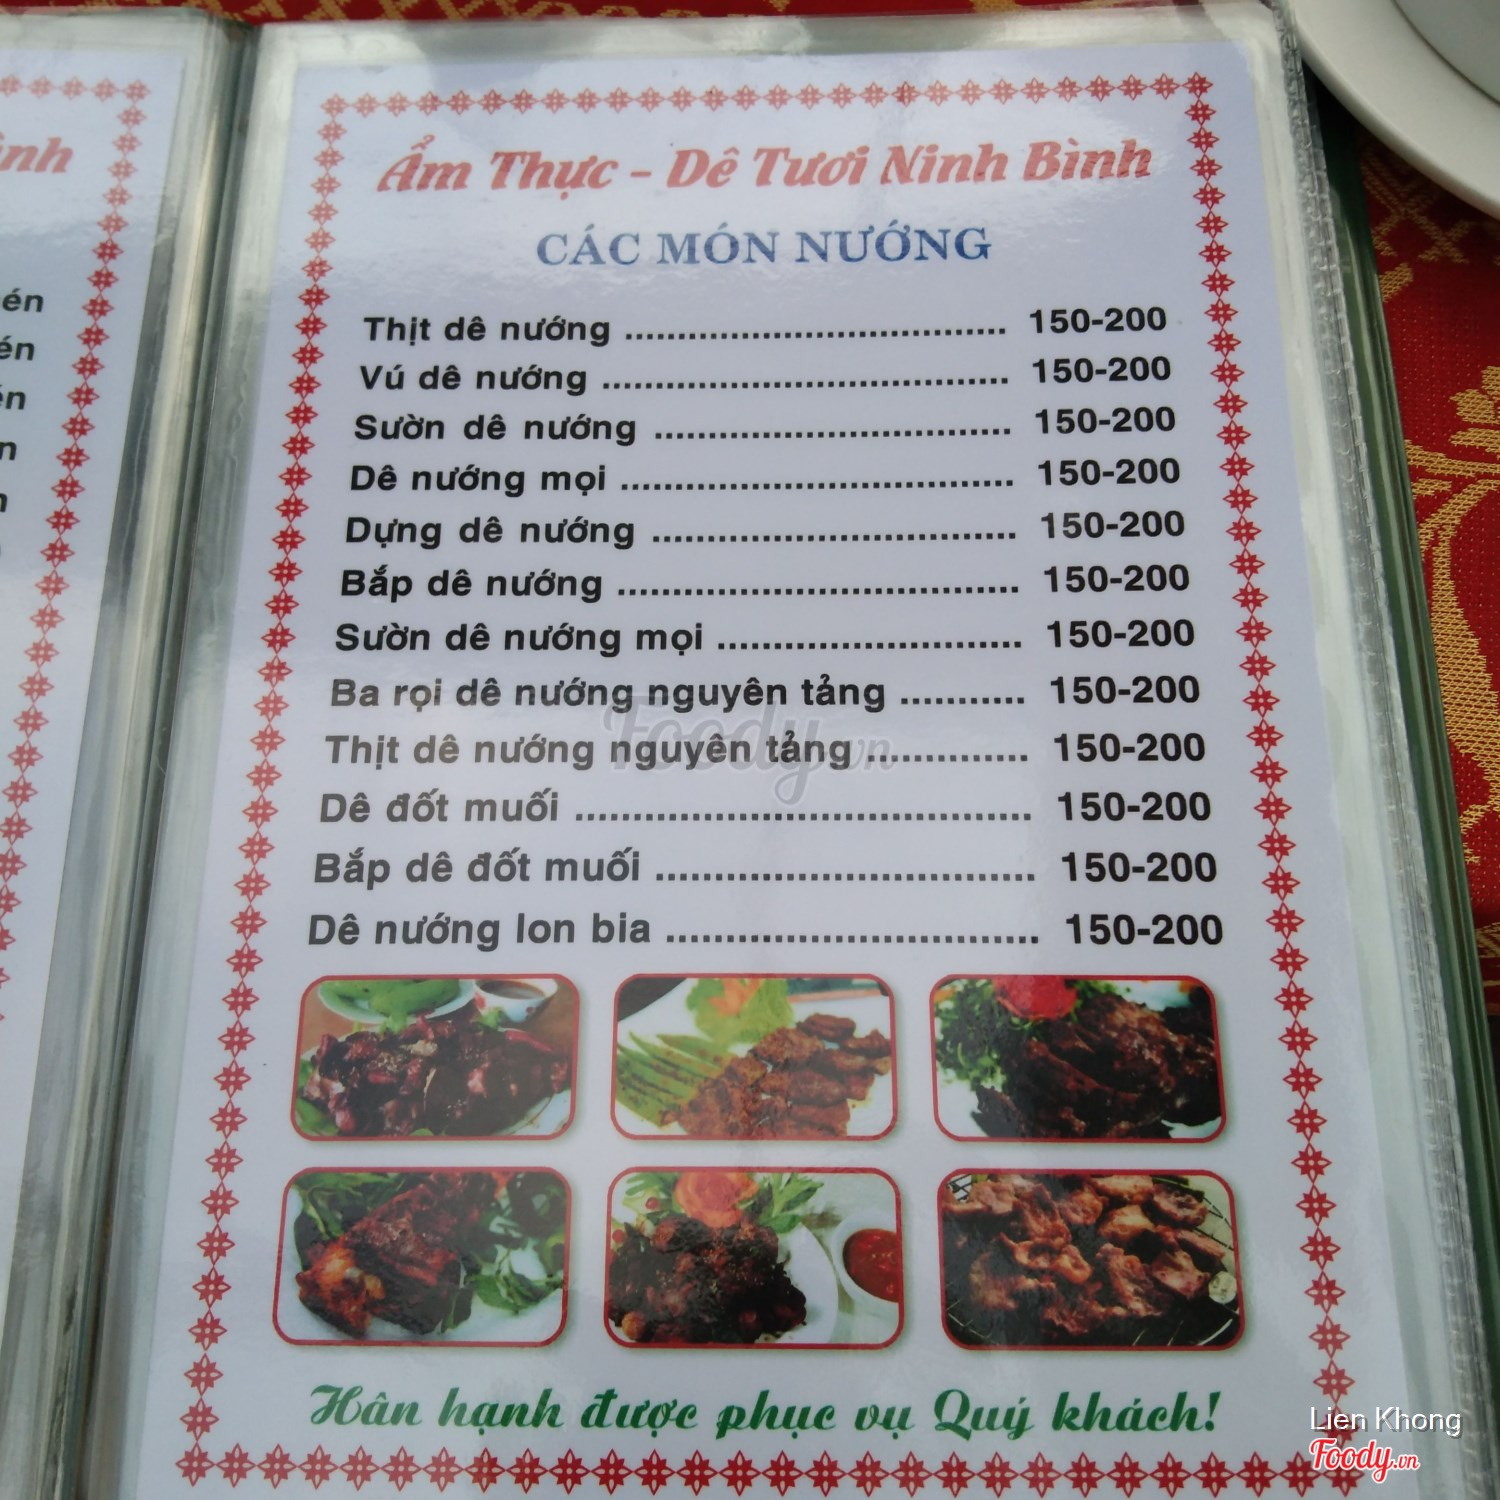 Ẩm Thực - Dê Tươi Ninh Bình
CÁC MÓN NƯỚNG
Thịt dê nướng .................................. 150-200
Vú dê nướng .................................... 150-200
Sườn dê nướng ................................ 150-200
Dê nướng mọi ................................... 150-200
Dựng dê nướng ................................ 150-200
Bắp dê nướng ................................... 150-200
Sườn dê nướng mọi ........................... 150-200
Ba rọi dê nướng nguyên tảng ........... 150-200
Thịt dê nướng nguyên tảng .............. 150-200
Dê đốt muối ....................................... 150-200
Bắp dê đốt muối ................................ 150-200
Dê nướng lon bia ............................... 150-200
Foody.vn
Hân hạnh được phục vụ Quý khách!
Lien Khong
Foody.vn